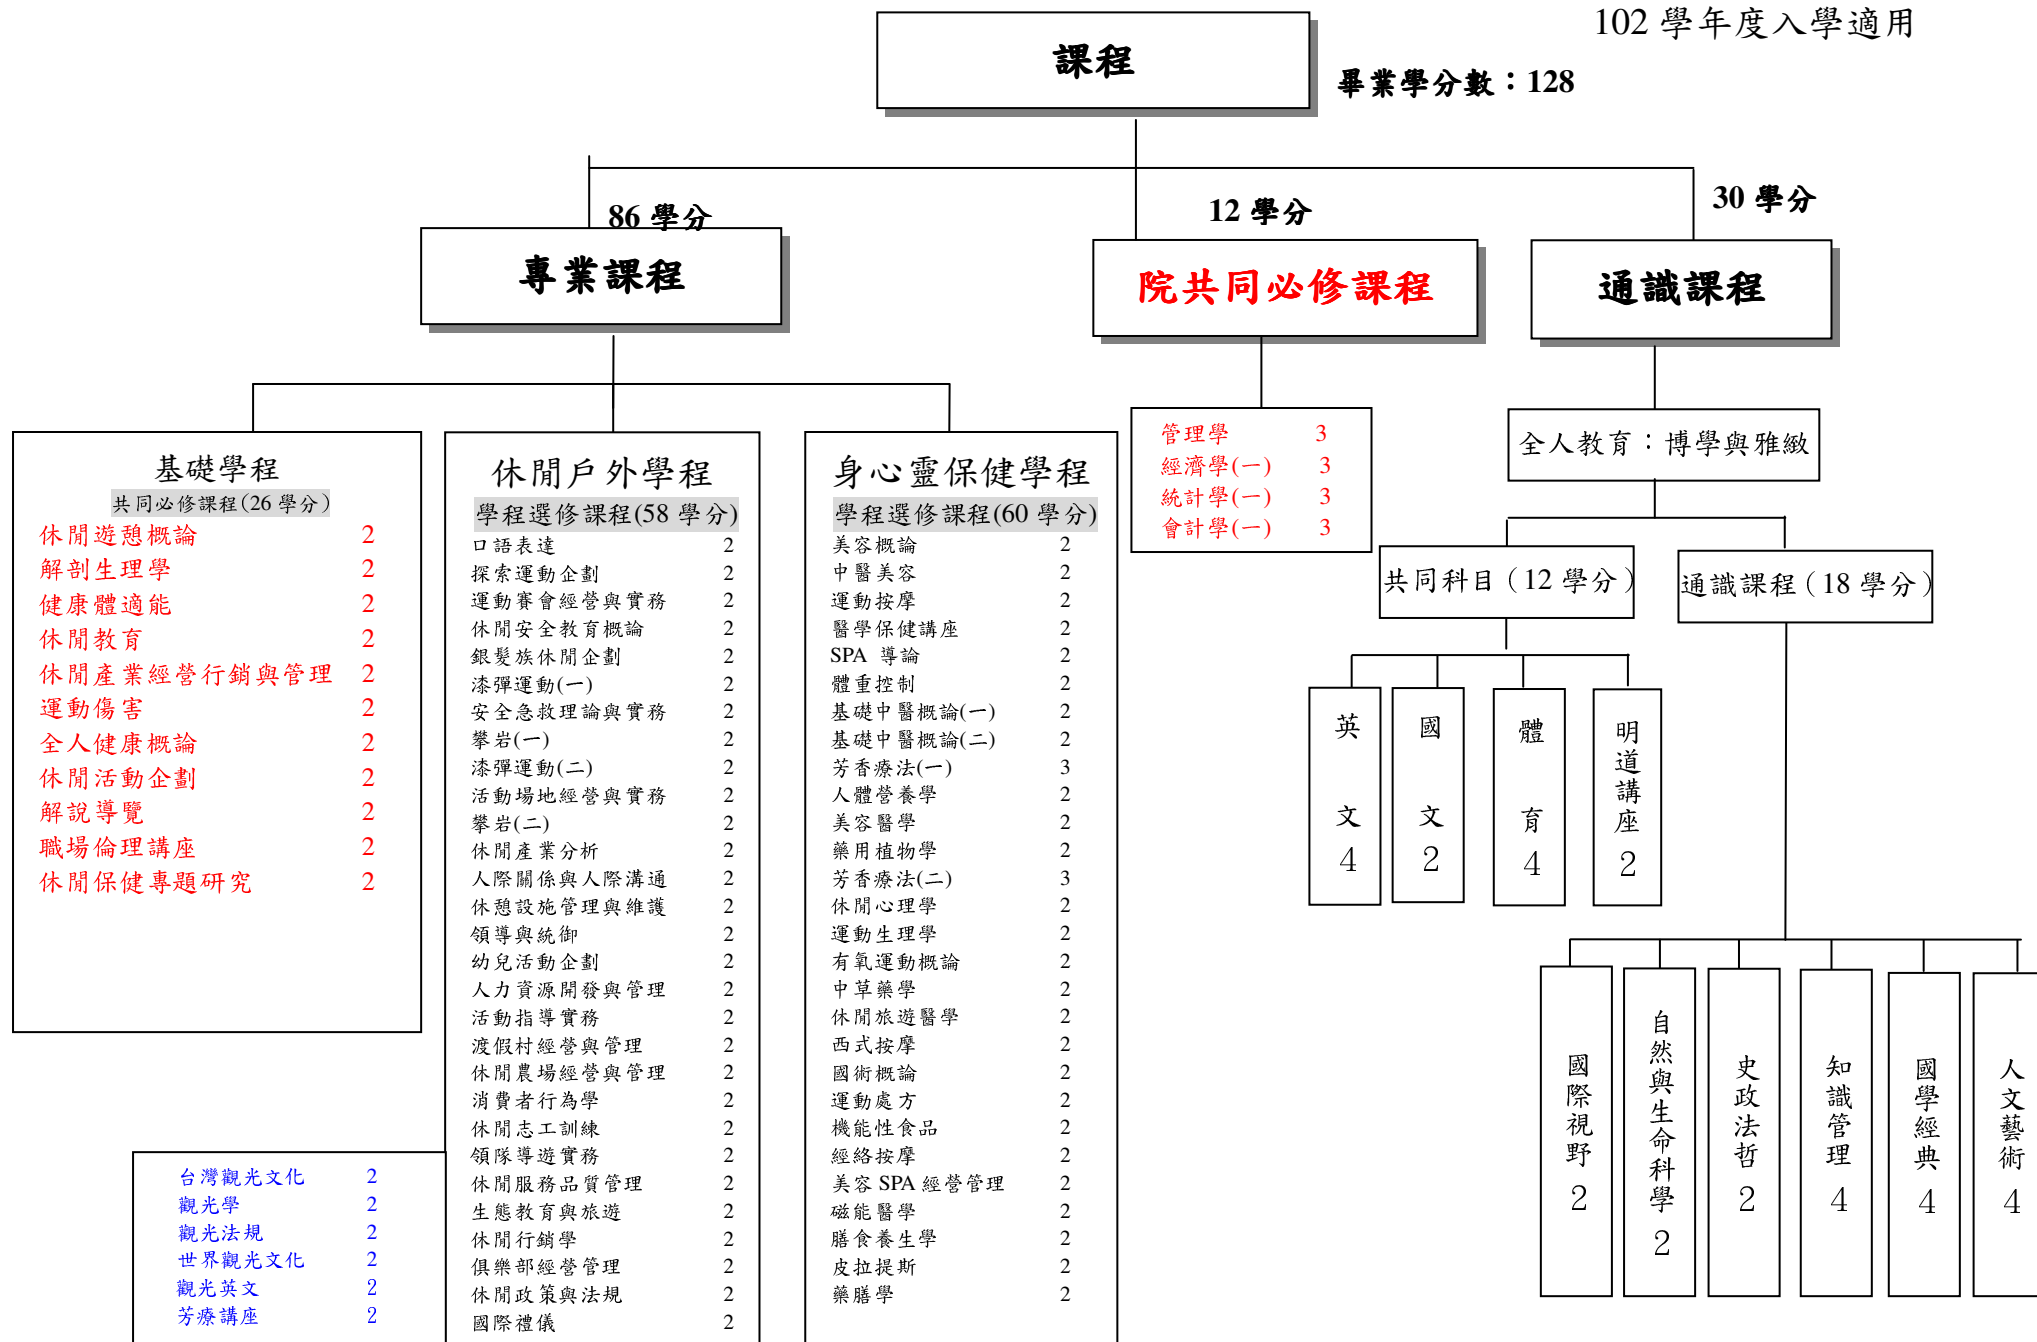 102 學年度入學適用
課程
畢業學分數：128
86 學分
12 學分
30 學分
專業課程
院共同必修課程
通識課程
基礎學程
共同必修課程(26 學分)
休閒遊憩概論 2
解剖生理學 2
健康體適能 2
休閒教育 2
休閒產業經營行銷與管理 2
運動傷害 2
全人健康概論 2
休閒活動企劃 2
解說導覽 2
職場倫理講座 2
休閒保健專題研究 2
台灣觀光文化 2
觀光學 2
觀光法規 2
世界觀光文化 2
觀光英文 2
芳療講座 2
休閒戶外學程
學程選修課程(58 學分)
口語表達 2
探索運動企劃 2
運動賽會經營與實務 2
休閒安全教育概論 2
銀髮族休閒企劃 2
漆彈運動(一) 2
安全急救理論與實務 2
攀岩(一) 2
漆彈運動(二) 2
活動場地經營與實務 2
攀岩(二) 2
休閒產業分析 2
人際關係與人際溝通 2
休憩設施管理與維護 2
領導與統御 2
幼兒活動企劃 2
人力資源開發與管理 2
活動指導實務 2
渡假村經營與管理 2
休閒農場經營與管理 2
消費者行為學 2
休閒志工訓練 2
領隊導遊實務 2
休閒服務品質管理 2
生態教育與旅遊 2
休閒行銷學 2
俱樂部經營管理 2
休閒政策與法規 2
國際禮儀 2
身心靈保健學程
學程選修課程(60 學分)
美容概論 2
中醫美容 2
運動按摩 2
醫學保健講座 2
SPA 導論 2
體重控制 2
基礎中醫概論(一) 2
基礎中醫概論(二) 2
芳香療法(一) 3
人體營養學 2
美容醫學 2
藥用植物學 2
芳香療法(二) 3
休閒心理學 2
運動生理學 2
有氧運動概論 2
中草藥學 2
休閒旅遊醫學 2
西式按摩 2
國術概論 2
運動處方 2
機能性食品 2
經絡按摩 2
美容 SPA 經營管理 2
磁能醫學 2
膳食養生學 2
皮拉提斯 2
藥膳學 2
管理學 3
經濟學(一) 3
統計學(一) 3
會計學(一) 3
全人教育：博學與雅緻
共同科目（12 學分）
通識課程（18 學分）
英文 4
國文 2
體育 4
明道講座 2
國際視野 2
自然與生命科學 2
史政法哲 2
知識管理 4
國學經典 4
人文藝術 4